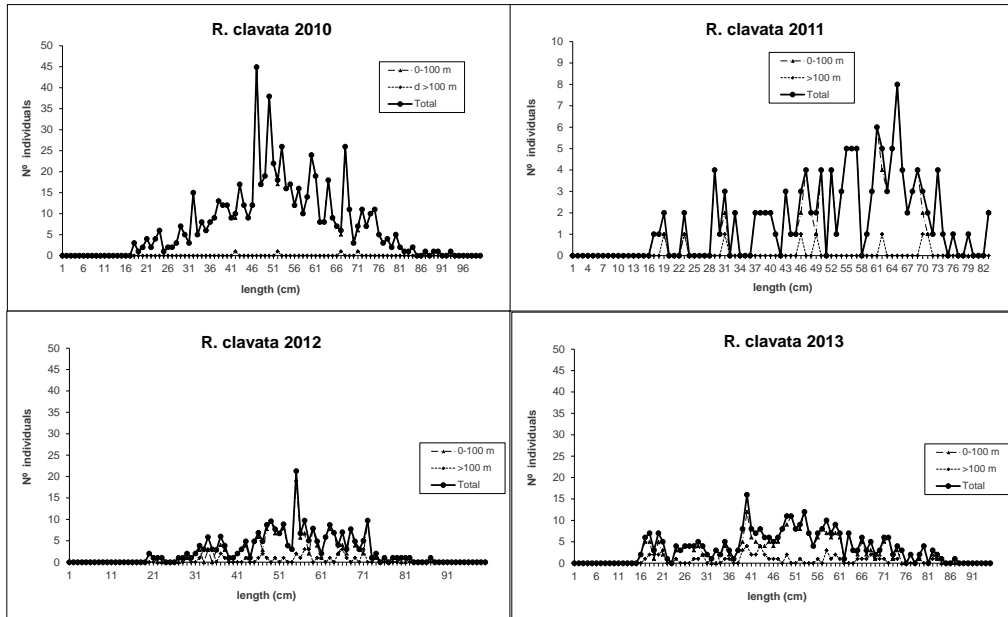 R. clavata 2010
50
45
40
35
30
25
20
15
10
5
0
Nº individuals
0-100 m
d >100 m
Total
1 6 11 16 21 26 31 36 41 46 51 56 61 66 71 76 81 86 91 96
length (cm)
R. clavata 2011
10
9
8
7
6
5
4
3
2
1
0
Nº individuals
0-100 m
>100 m
Total
1 4 7 10 13 16 19 22 25 28 31 34 37 40 43 46 49 52 55 58 61 64 67 70 73 76 79 82
length (cm)
R. clavata 2012
50
45
40
35
30
25
20
15
10
5
0
Nº individuals
0-100 m
>100 m
Total
1 11 21 31 41 51 61 71 81 91
length (cm)
R. clavata 2013
50
45
40
35
30
25
20
15
10
5
0
Nº individuals
0-100 m
>100 m
Total
1 6 11 16 21 26 31 36 41 46 51 56 61 66 71 76 81 86 91
length (cm)